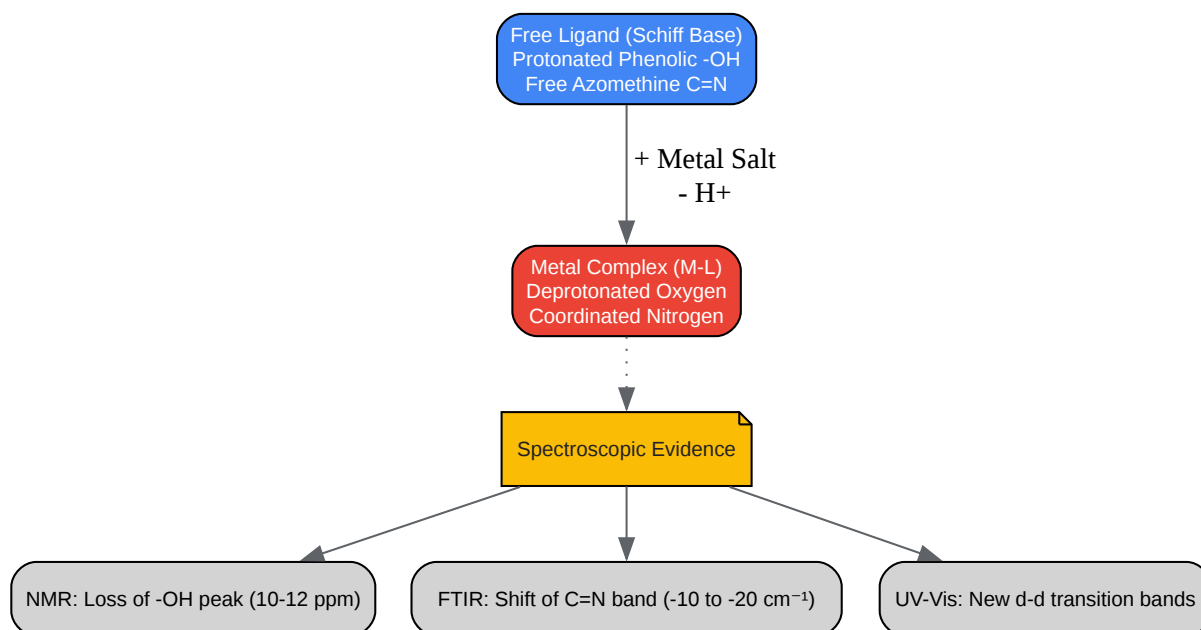 Free Ligand (Schiff Base)
Protonated Phenolic -OH
Free Azomethine C=N
+ Metal Salt
- H+
Metal Complex (M-L)
Deprotonated Oxygen
Coordinated Nitrogen
Spectroscopic Evidence
NMR: Loss of -OH peak (10-12 ppm)
FTIR: Shift of C=N band (-10 to -20 cm⁻¹)
UV-Vis: New d-d transition bands